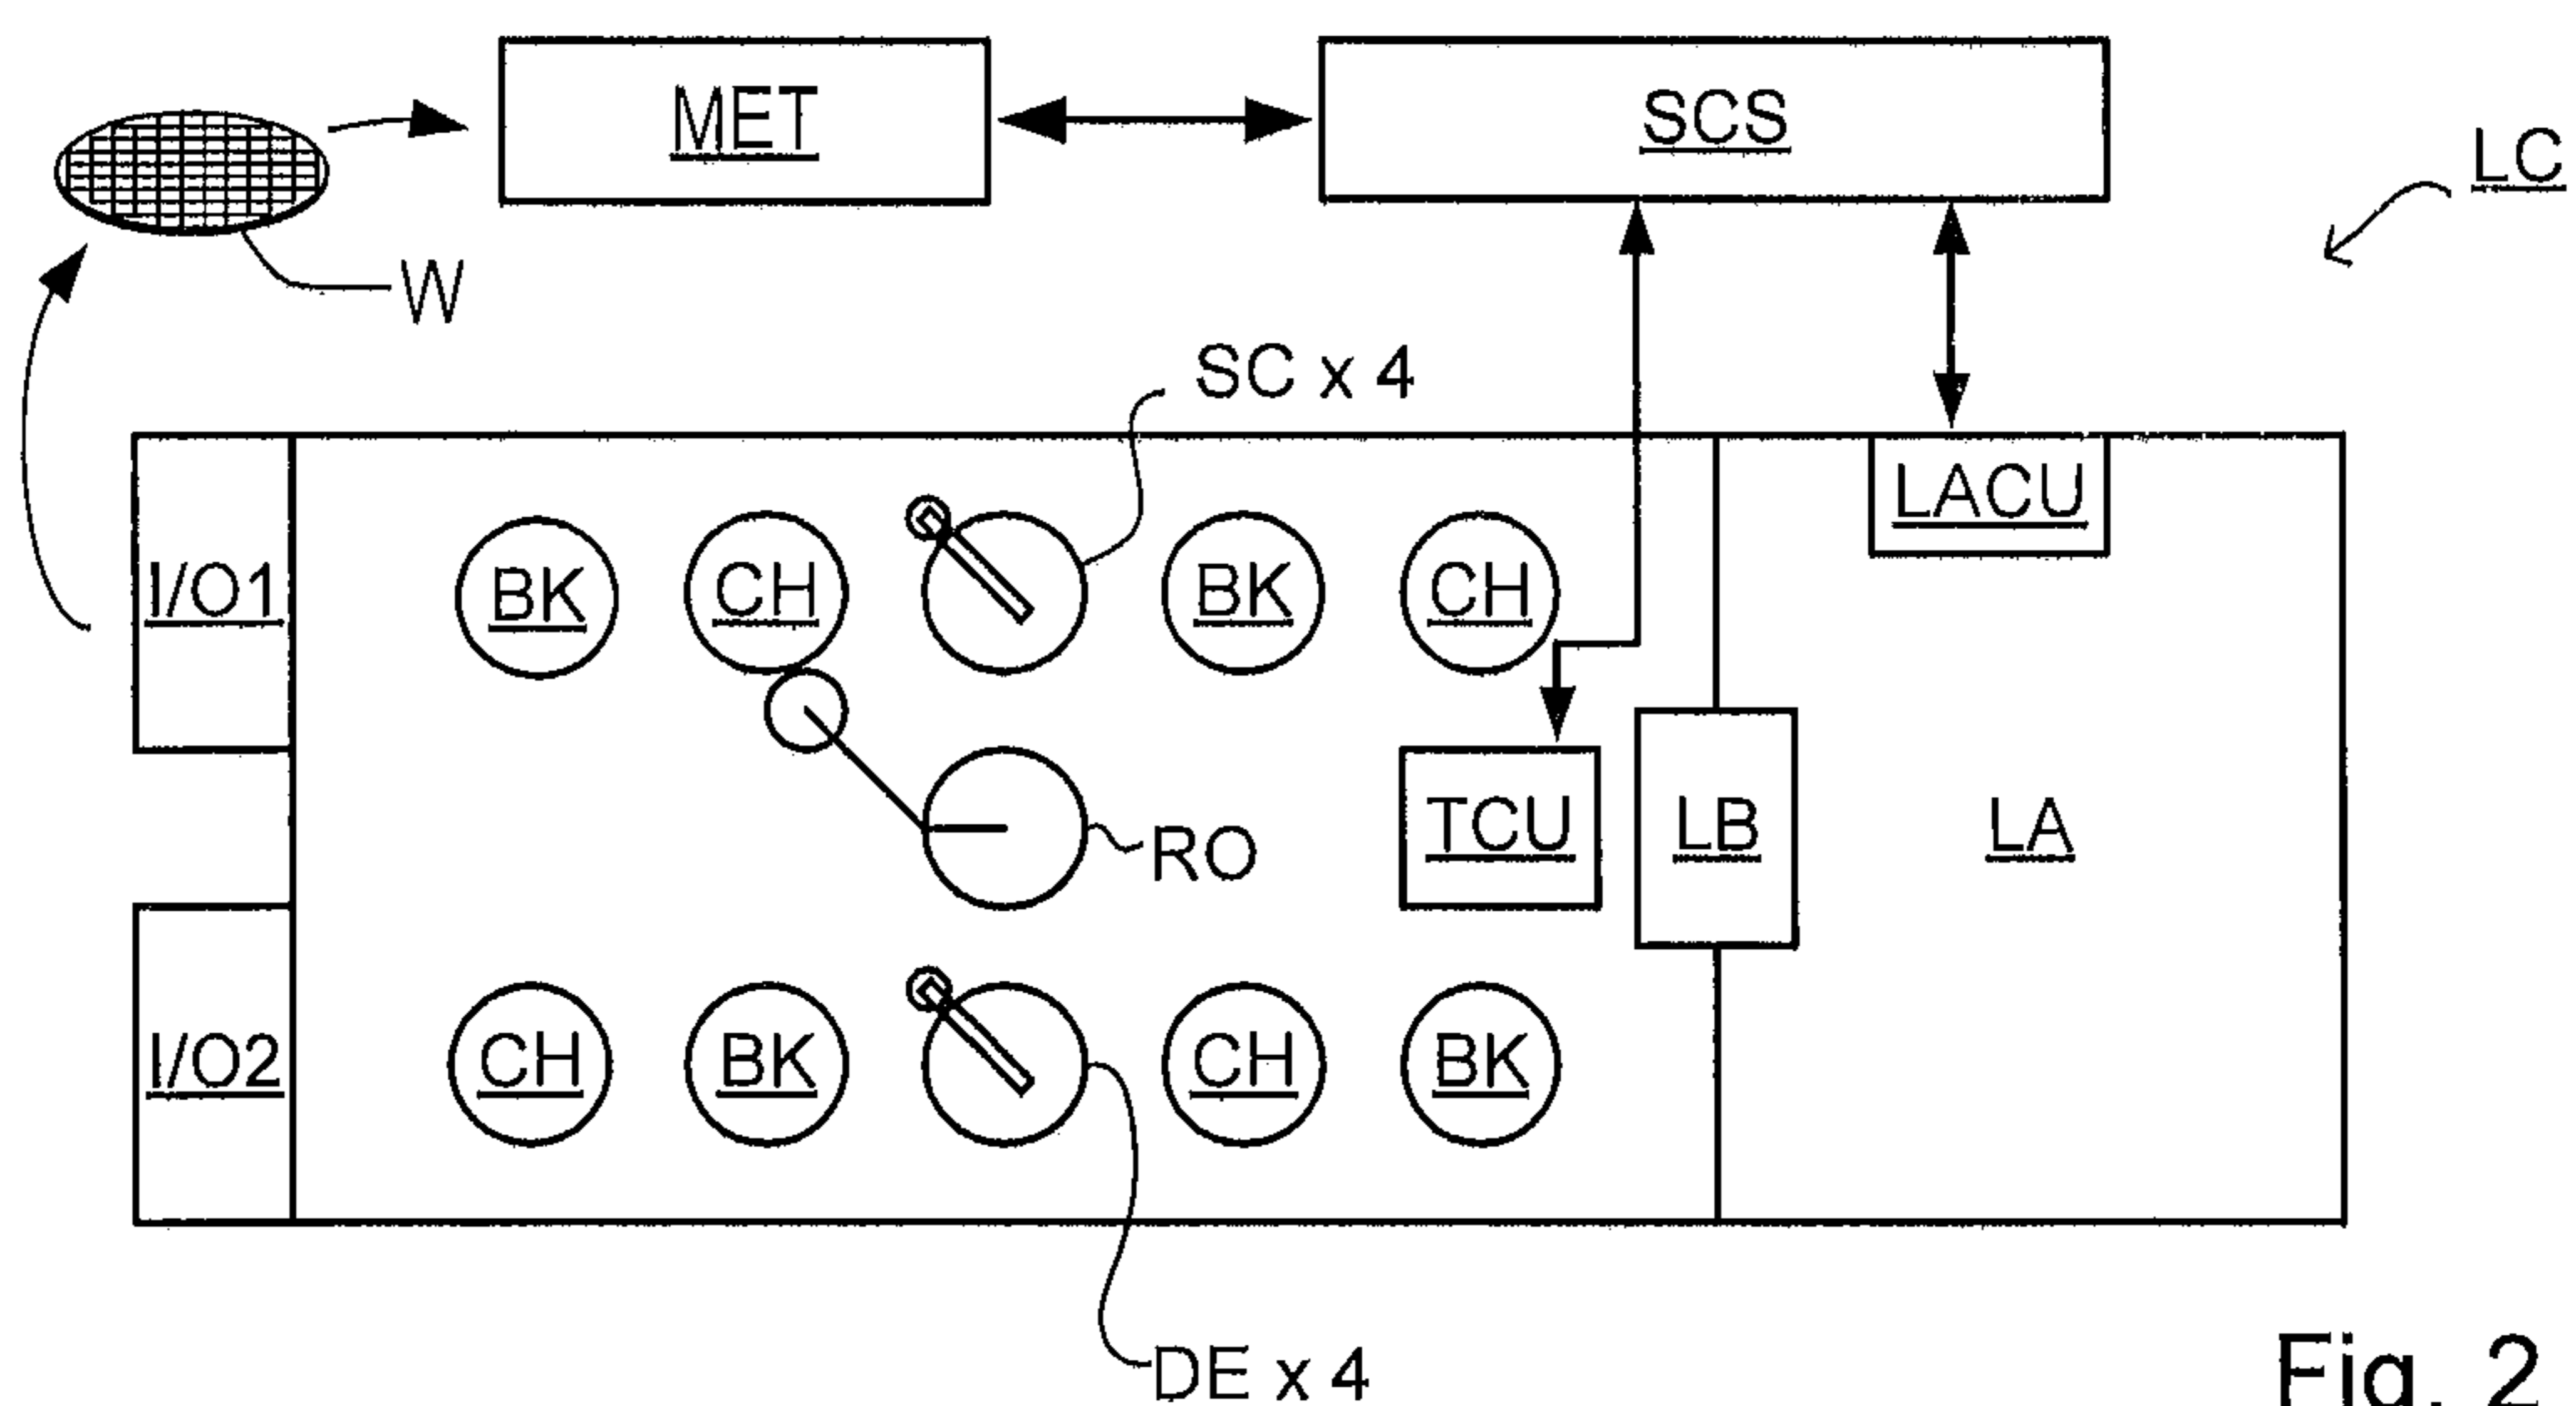 MET
SCS
LC
W
SC x 4
LACU
I/O1
BK
CH
BK
CH
RO
TCU
LB
LA
I/O2
CH
BK
CH
BK
DE x 4
Fig. 2